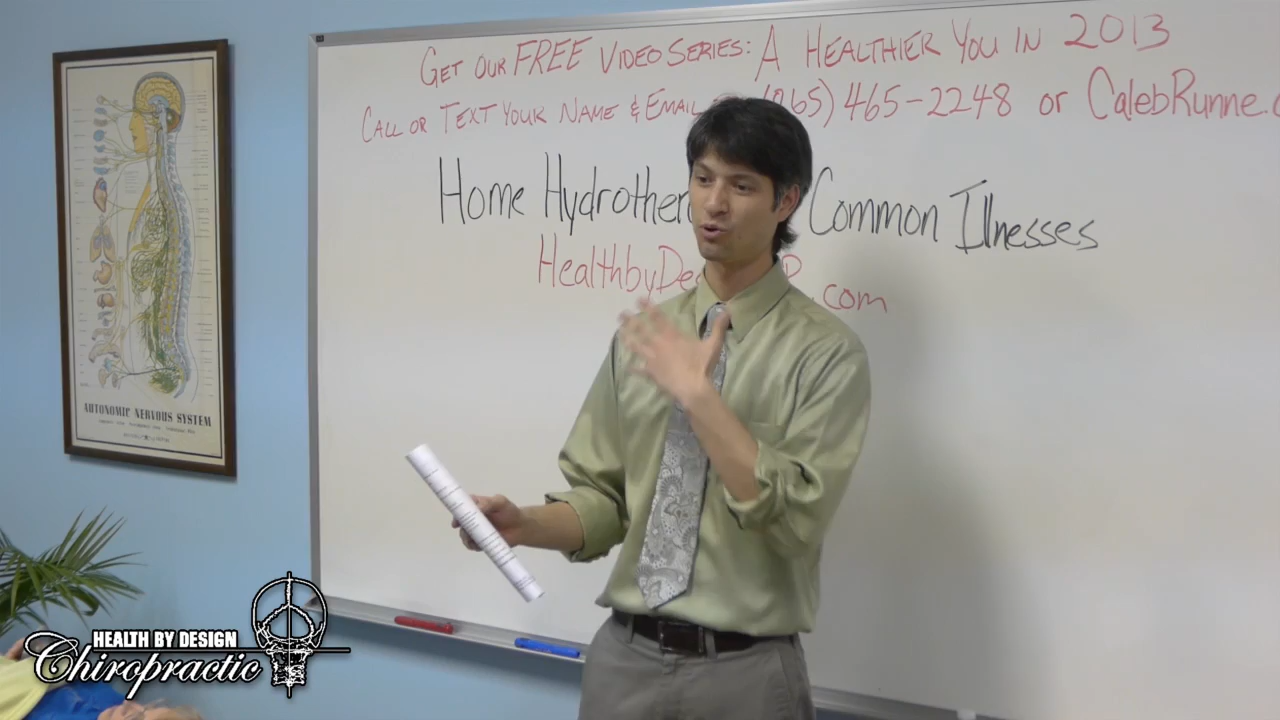 GET OUR FREE VIDEO SERIES: A HEALTHIER YOU IN 2013
CALL OR TEXT YOUR NAME & EMAIL 465-2248 or CalebRunne.
Home Hydrother Common Illnesses
HealthbyDes .com
AUTONOMIC NERVOUS SYSTEM
HEALTH BY DESIGN
Chiropractic